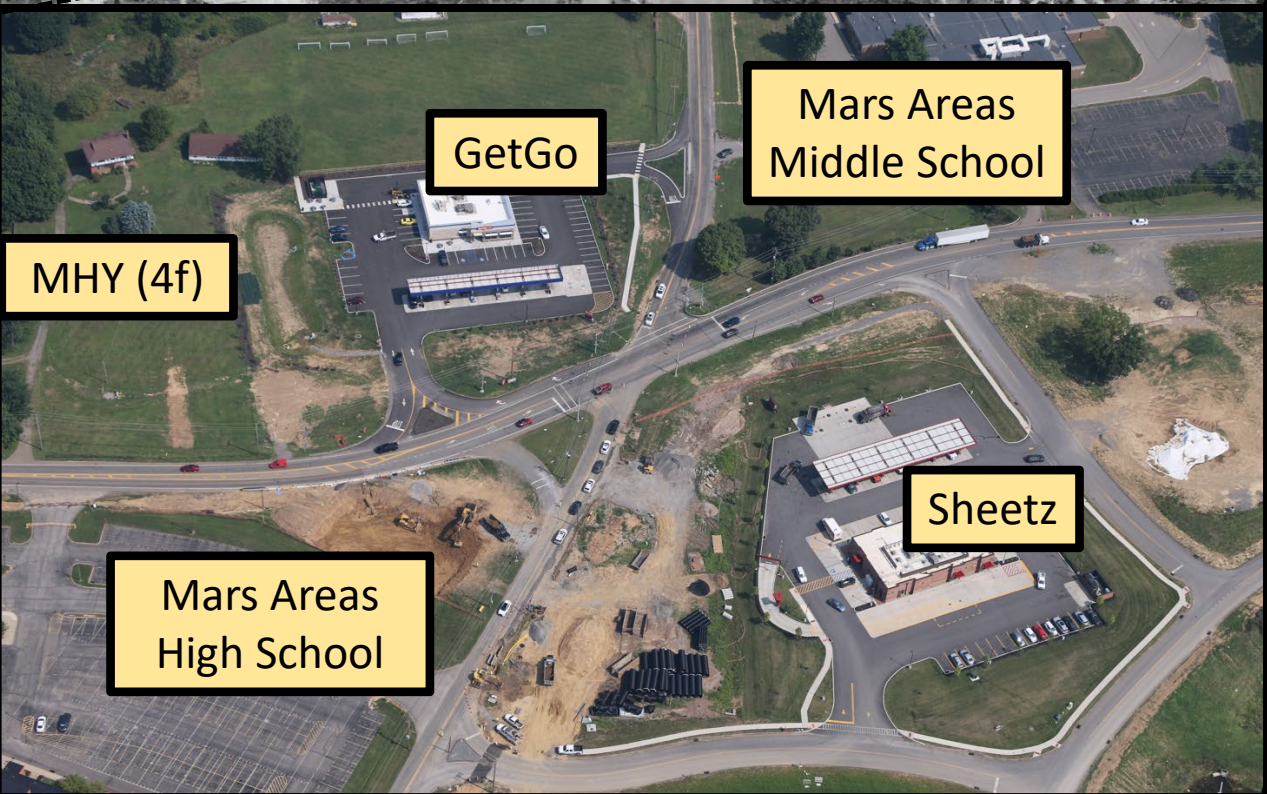 GetGo
Mars Areas
Middle School
MHY (4f)
Sheetz
Mars Areas
High School